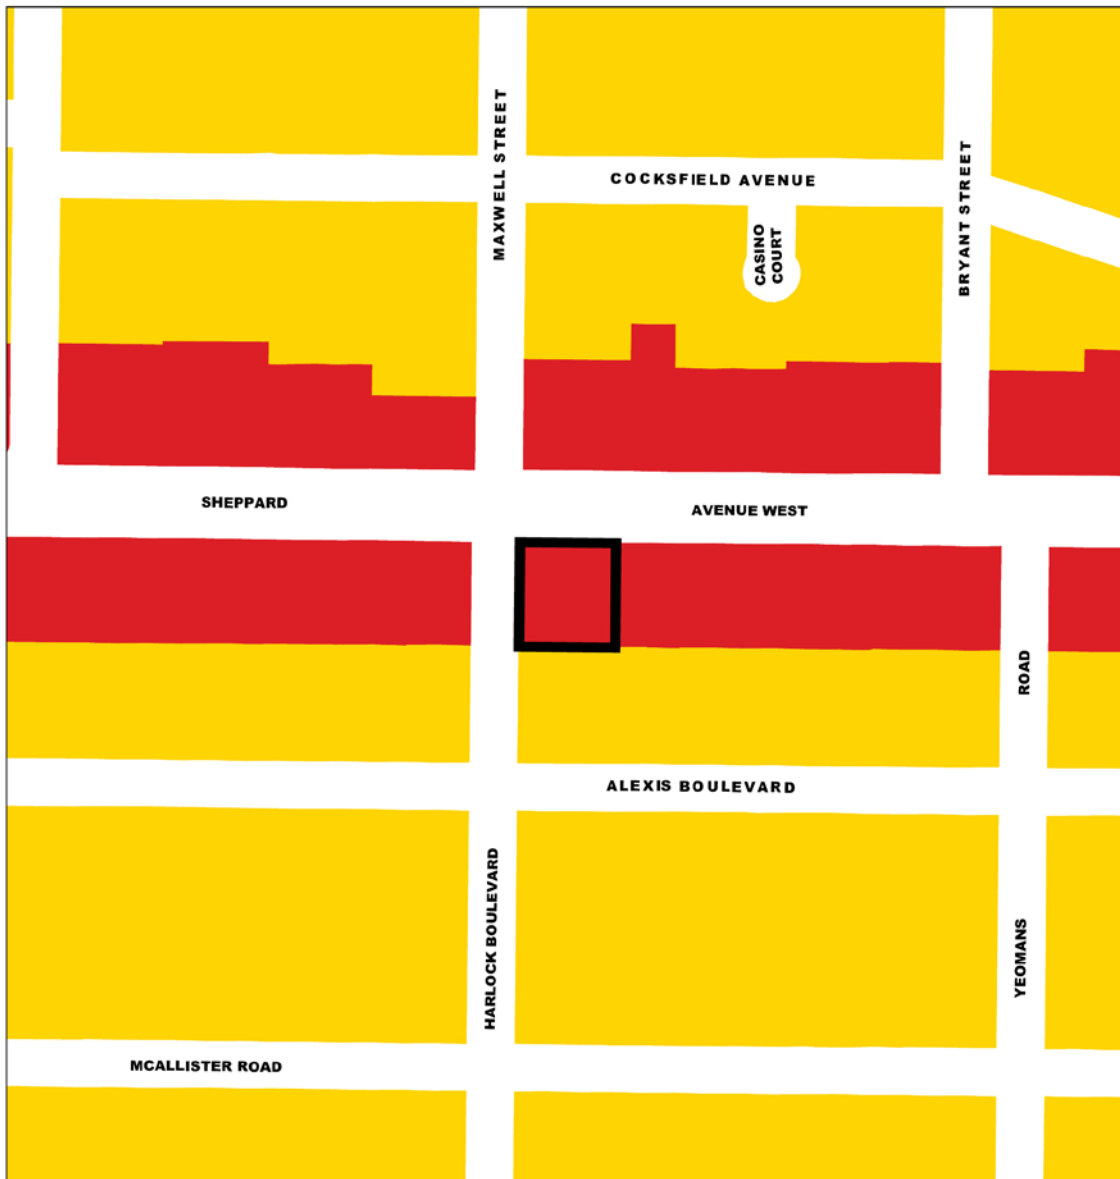 MAXWELL STREET
COCKSFIELD AVENUE
BRYANT STREET
CASINO
COURT
SHEPPARD
AVENUE WEST
ROAD
ALEXIS BOULEVARD
HARLOCK BOULEVARD
YEOMANS
MCALLISTER ROAD